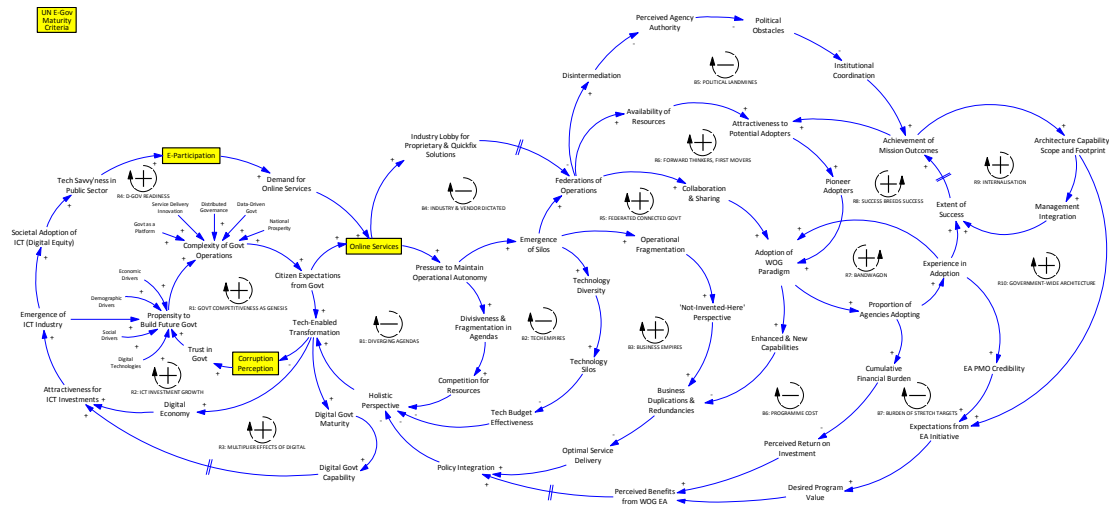 UN E-Gov
Maturity
Criteria
Perceived Agency
Authority
Political
Obstacles
Disintermediation
B5: POLITICAL LANDMINES
Institutional
Coordination
Availability of
Resources
Attractiveness to
Potential Adopters
Achievement of
Mission Outcomes
Architecture Capability
Scope and Footprint
Industry Lobby for
Proprietary & Quickfix
Solutions
E-Participation
Tech Savvy'ness in
Public Sector
R4: D-GOV READINESS
Demand for
Online Services
B4: INDUSTRY & VENDOR DICTATED
Federations of
Operations
R6: FORWARD THINKERS, FIRST MOVERS
Collaboration
& Sharing
Pioneer
Adopters
R8: SUCCESS BREEDS SUCCESS
R9: INTERNALISATION
Extent of
Success
Management
Integration
Service Delivery
Innovation
Distributed
Governance
Data-Driven
Govt
Govt as a
Platform
National
Prosperity
Complexity of Govt
Operations
Societal Adoption of
ICT (Digital Equity)
Online Services
R5: FEDERATED CONNECTED GOVT
Emergence
of Silos
Operational
Fragmentation
Adoption of
WOG
Paradigm
R7: BANDWAGON
Experience in
Adoption
R10: GOVERNMENT-WIDE ARCHITECTURE
Citizen Expectations
from Govt
Pressure to Maintain
Operational Autonomy
Technology
Diversity
Economic
Drivers
Demographic
Drivers
Social
Drivers
Digital
Technologies
R1: GOVT COMPETITIVENESS AS GENESIS
Emergence of
ICT Industry
Propensity to
Build Future Govt
Tech-Enabled
Transformation
B1: DIVERGING AGENDAS
Divisiveness &
Fragmentation in
Agendas
B2: TECH EMPIRES
'Not-Invented-Here'
Perspective
B3: BUSINESS EMPIRES
Enhanced & New
Capabilities
Proportion of
Agencies Adopting
Trust in
Govt
Corruption
Perception
R2: ICT INVESTMENT GROWTH
Technology
Silos
Competition for
Resources
Cumulative
Financial Burden
EA PMO Credibility
Attractiveness for
ICT Investments
Digital
Economy
Digital Govt
Maturity
Holistic
Perspective
Tech Budget
Effectiveness
Business
Duplications &
Redundancies
B6: PROGRAMME COST
B7: BURDEN OF STRETCH TARGETS
Expectations from
EA Initiative
R3: MULTIPLIER EFFECTS OF DIGITAL
Digital Govt
Capability
Policy Integration
Optimal Service
Delivery
Perceived Return on
Investment
Perceived Benefits
from WOG EA
Desired Program
Value